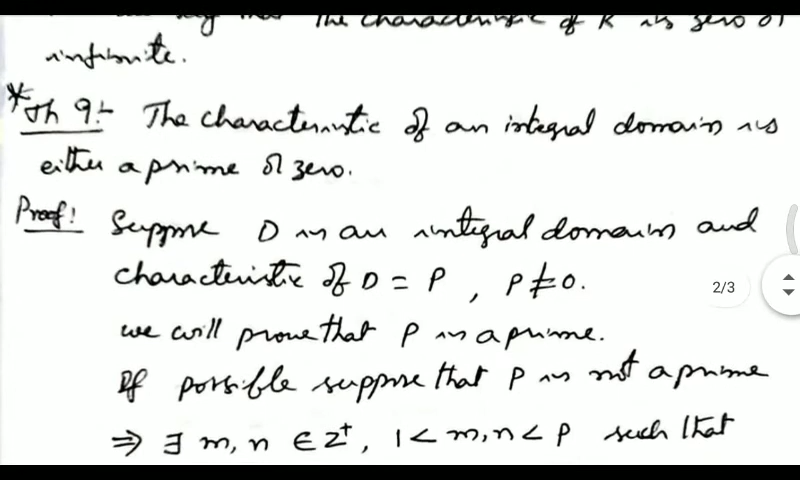 that The characteristic of R is zero or
infinite.
*Th 9:- The characteristic of an integral domain is
either a prime or zero.
Proof: Suppose D is an integral domain and
characteristic of D = P, P ≠ 0.
we will prove that P is a prime.
2/3
If possible suppose that P is not a prime
⇒ ∃ m, n ∈ Z⁺, 1 < m, n < P such that